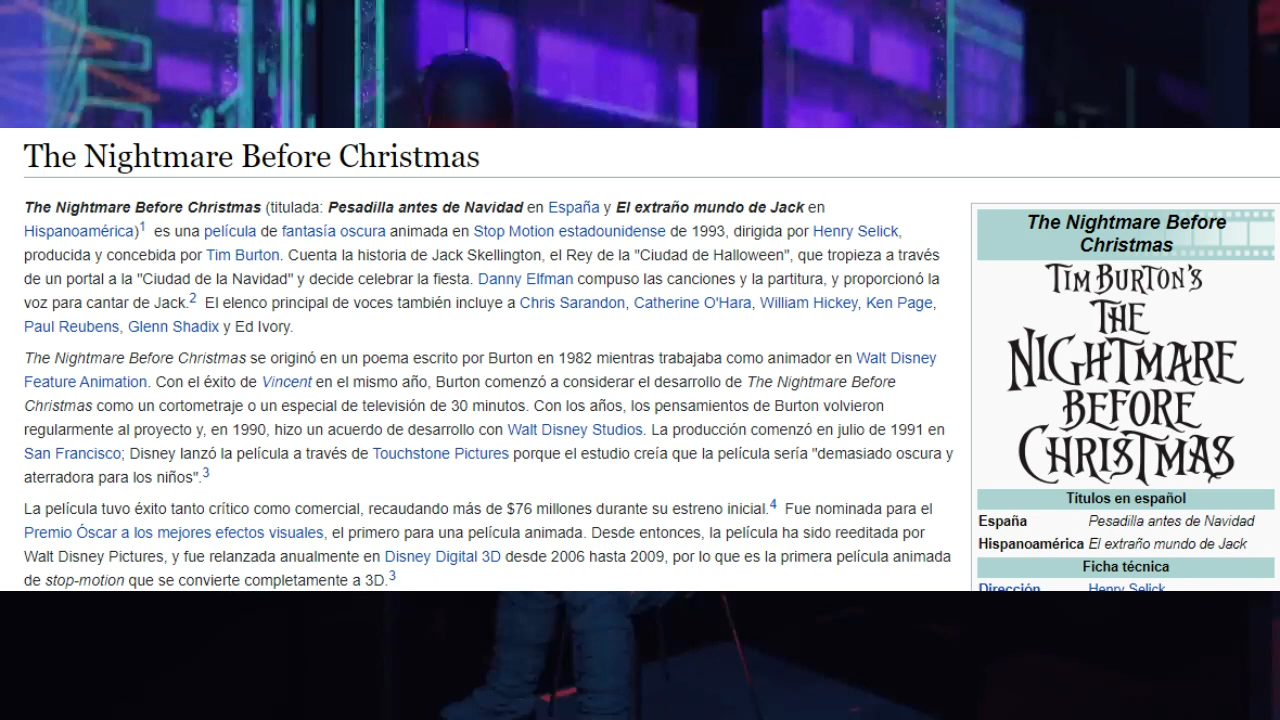 The Nightmare Before Christmas
The Nightmare Before Christmas (titulada: Pesadilla antes de Navidad en España y El extraño mundo de Jack en
Hispanoamérica)1 es una película de fantasía oscura animada en Stop Motion estadounidense de 1993, dirigida por Henry Selick,
producida y concebida por Tim Burton. Cuenta la historia de Jack Skellington, el Rey de la "Ciudad de Halloween", que tropieza a través
de un portal a la "Ciudad de la Navidad" y decide celebrar la fiesta. Danny Elfman compuso las canciones y la partitura, y proporcionó la
voz para cantar de Jack.2 El elenco principal de voces también incluye a Chris Sarandon, Catherine O'Hara, William Hickey, Ken Page,
Paul Reubens, Glenn Shadix y Ed Ivory.
The Nightmare Before Christmas se originó en un poema escrito por Burton en 1982 mientras trabajaba como animador en Walt Disney
Feature Animation. Con el éxito de Vincent en el mismo año, Burton comenzó a considerar el desarrollo de The Nightmare Before
Christmas como un cortometraje o un especial de televisión de 30 minutos. Con los años, los pensamientos de Burton volvieron
regularmente al proyecto y, en 1990, hizo un acuerdo de desarrollo con Walt Disney Studios. La producción comenzó en julio de 1991 en
San Francisco; Disney lanzó la película a través de Touchstone Pictures porque el estudio creía que la película sería "demasiado oscura y
aterradora para los niños".3
La película tuvo éxito tanto crítico como comercial, recaudando más de $76 millones durante su estreno inicial.4 Fue nominada para el
Premio Óscar a los mejores efectos visuales, el primero para una película animada. Desde entonces, la película ha sido reeditada por
Walt Disney Pictures, y fue relanzada anualmente en Disney Digital 3D desde 2006 hasta 2009, por lo que es la primera película animada
de stop-motion que se convierte completamente a 3D.3
The Nightmare Before
Christmas
TIM BURTON'S
THE
NIGHTMARE
BEFORE
CHRISTMAS
Títulos en español
España Pesadilla antes de Navidad
Hispanoamérica El extraño mundo de Jack
Ficha técnica
Dirección Henry Selick